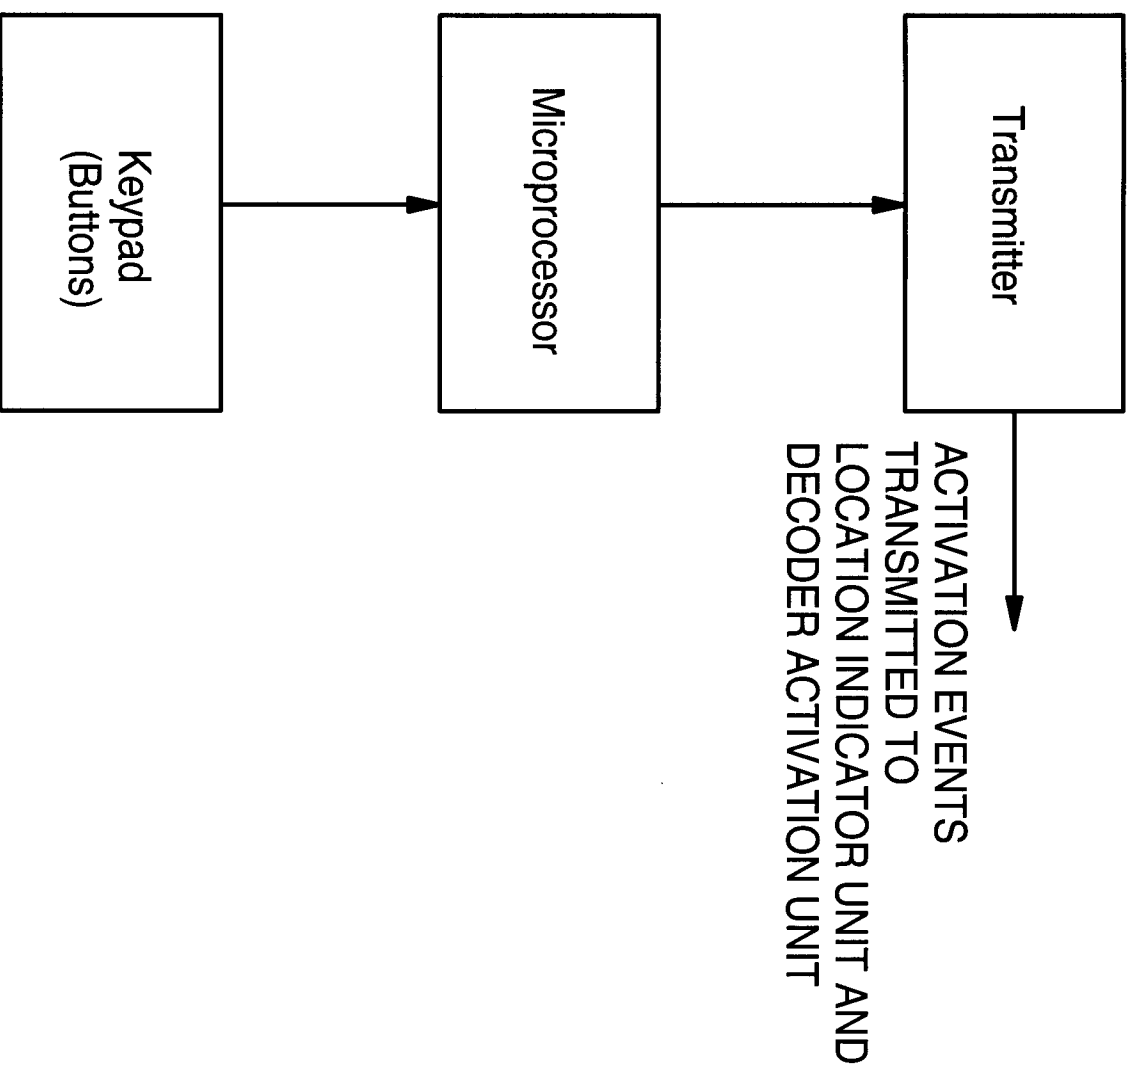 Transmitter
ACTIVATION EVENTS
TRANSMITTED TO
LOCATION INDICATOR UNIT AND
DECODER ACTIVATION UNIT
Microprocessor
Keypad
(Buttons)